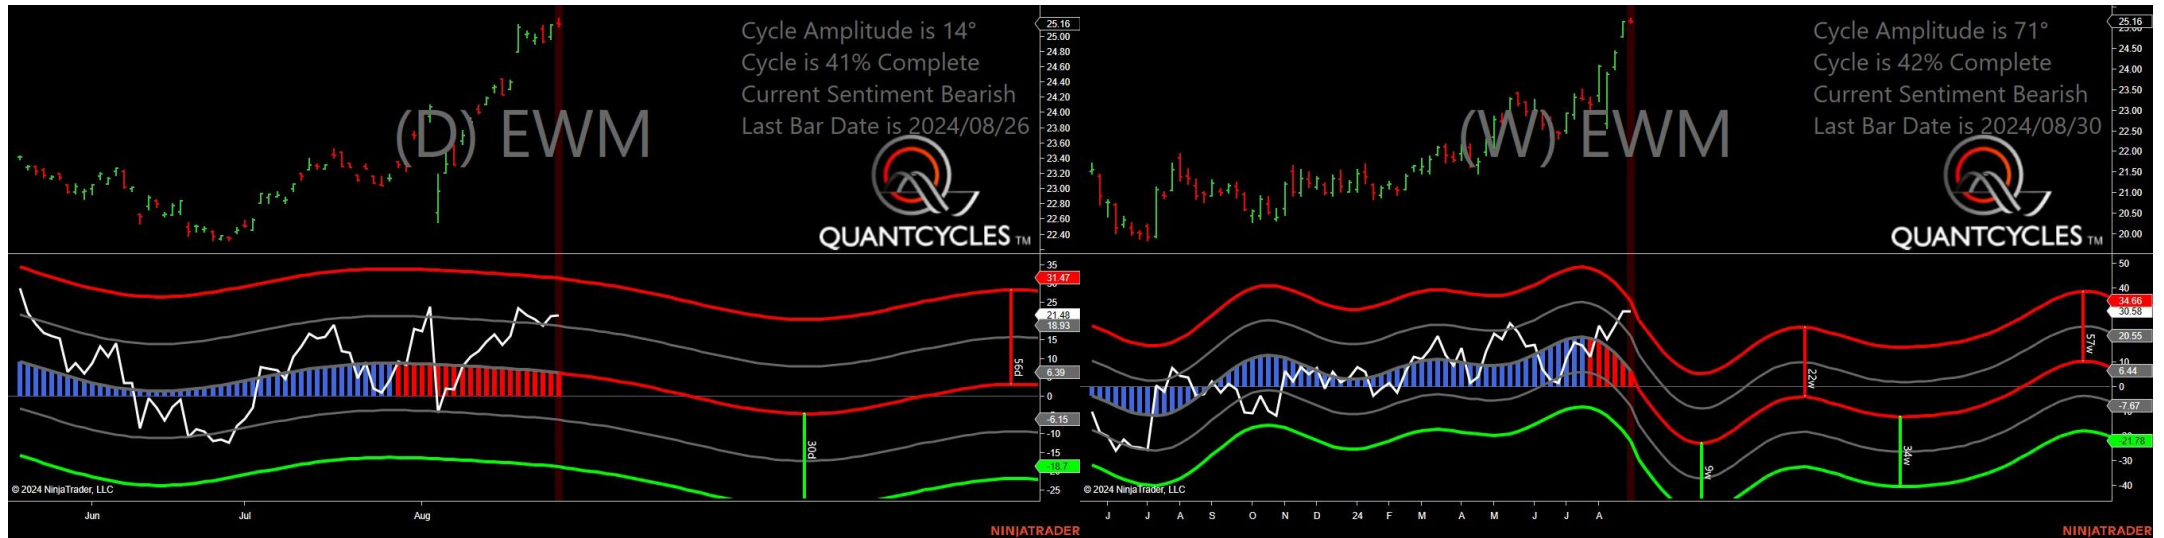 Cycle Amplitude is 14°
Cycle is 41% Complete
Current Sentiment Bearish
Last Bar Date is 2024/08/26
(D) EWM
QUANTCYCLES TM
25.16
25.00
24.80
24.60
24.40
24.20
24.00
23.80
23.60
23.40
23.20
23.00
22.80
22.60
22.40
35
31.47
25
21.48
18.93
15
10
6.39
0
-6.15
-10
-15
-18.7
-25
56d
30d
© 2024 NinjaTrader, LLC
Jun Jul Aug
NINJATRADER
Cycle Amplitude is 71°
Cycle is 42% Complete
Current Sentiment Bearish
Last Bar Date is 2024/08/30
(W) EWM
QUANTCYCLES TM
25.16
24.50
24.00
23.50
23.00
22.50
22.00
21.50
21.00
20.50
20.00
50
40
34.66
30.58
20.55
10
6.44
0
-7.67
-21.78
-30
-40
9w
22w
34w
57w
© 2024 NinjaTrader, LLC
J J A S O N D 24 F M A M J J A
NINJATRADER